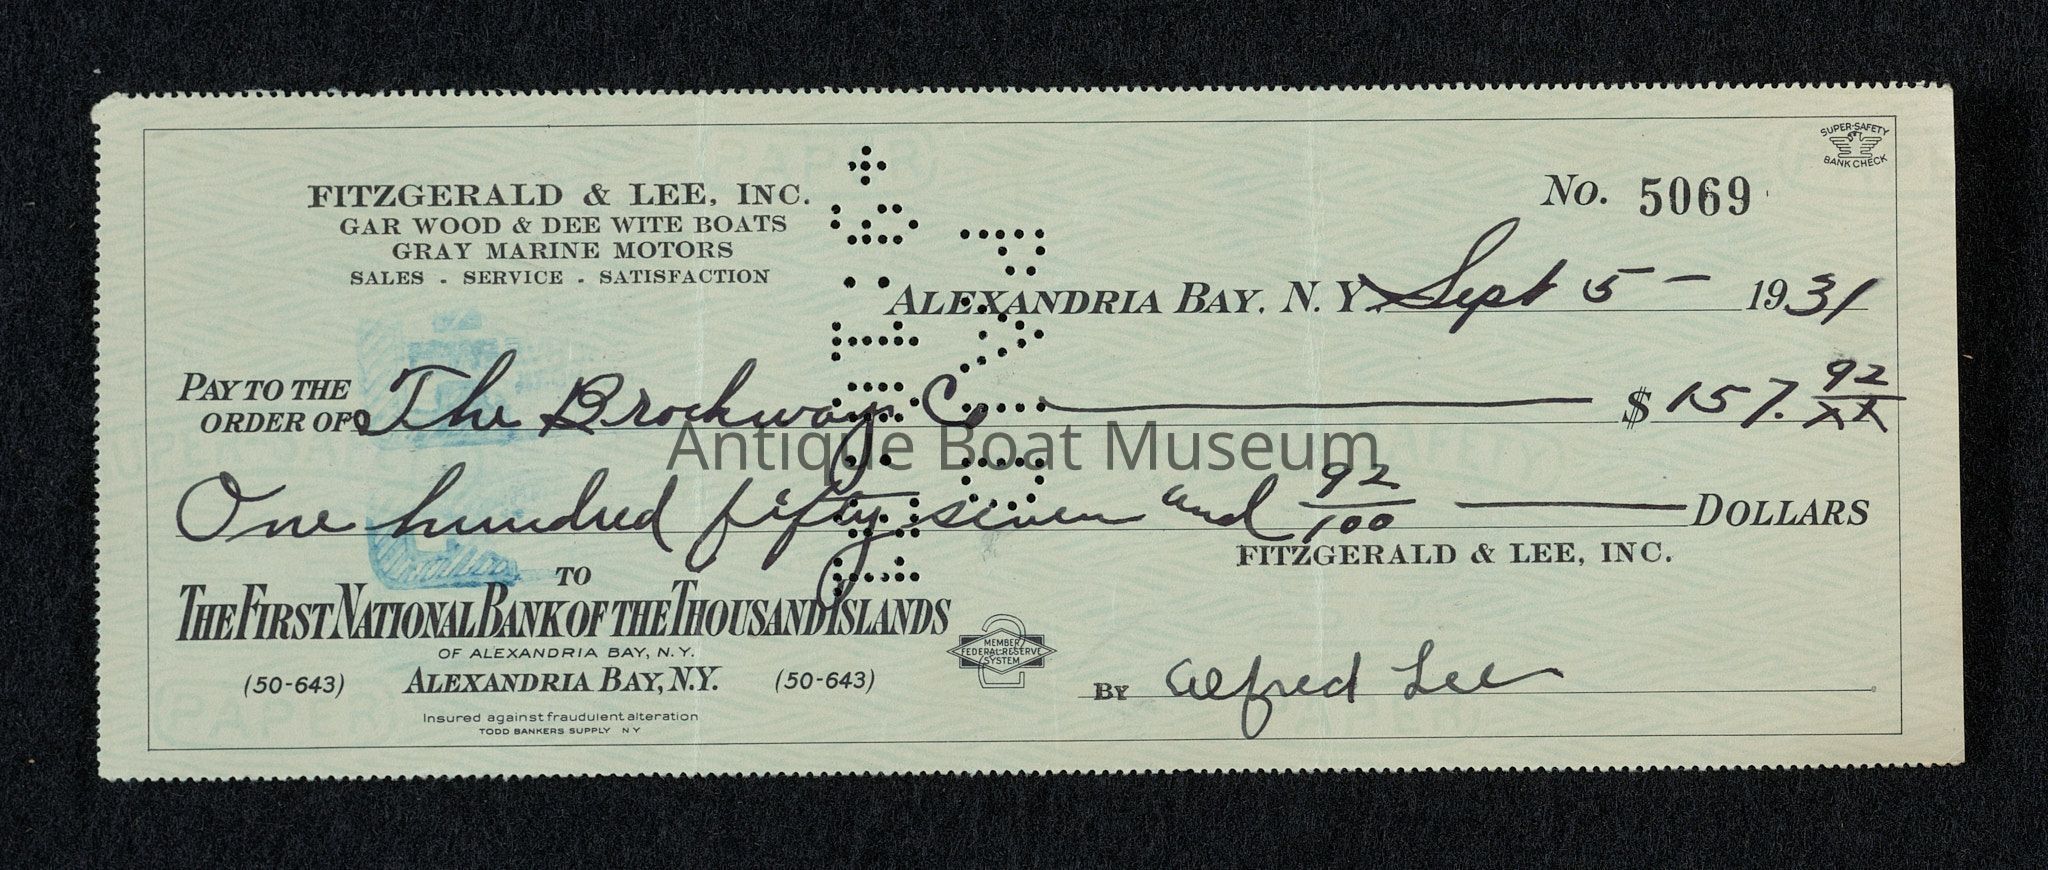 SUPER-SAFETY
BANK CHECK
FITZGERALD & LEE, INC.
GAR WOOD & DEE WITE BOATS
GRAY MARINE MOTORS
SALES - SERVICE - SATISFACTION
No. 5069
ALEXANDRIA BAY, N. Y. Sept 5 - 1931
PAY TO THE
ORDER OF The Brockway Co $ 157. 92/xx
Antique Boat Museum
One hundred fifty seven and 92/100 DOLLARS
FITZGERALD & LEE, INC.
TO
THE FIRST NATIONAL BANK OF THE THOUSAND ISLANDS
OF ALEXANDRIA BAY, N.Y.
(50-643) ALEXANDRIA BAY, N.Y. (50-643)
2
MEMBER
FEDERAL RESERVE
SYSTEM
BY Alfred Lee
Insured against fraudulent alteration
TODD BANKERS SUPPLY NY